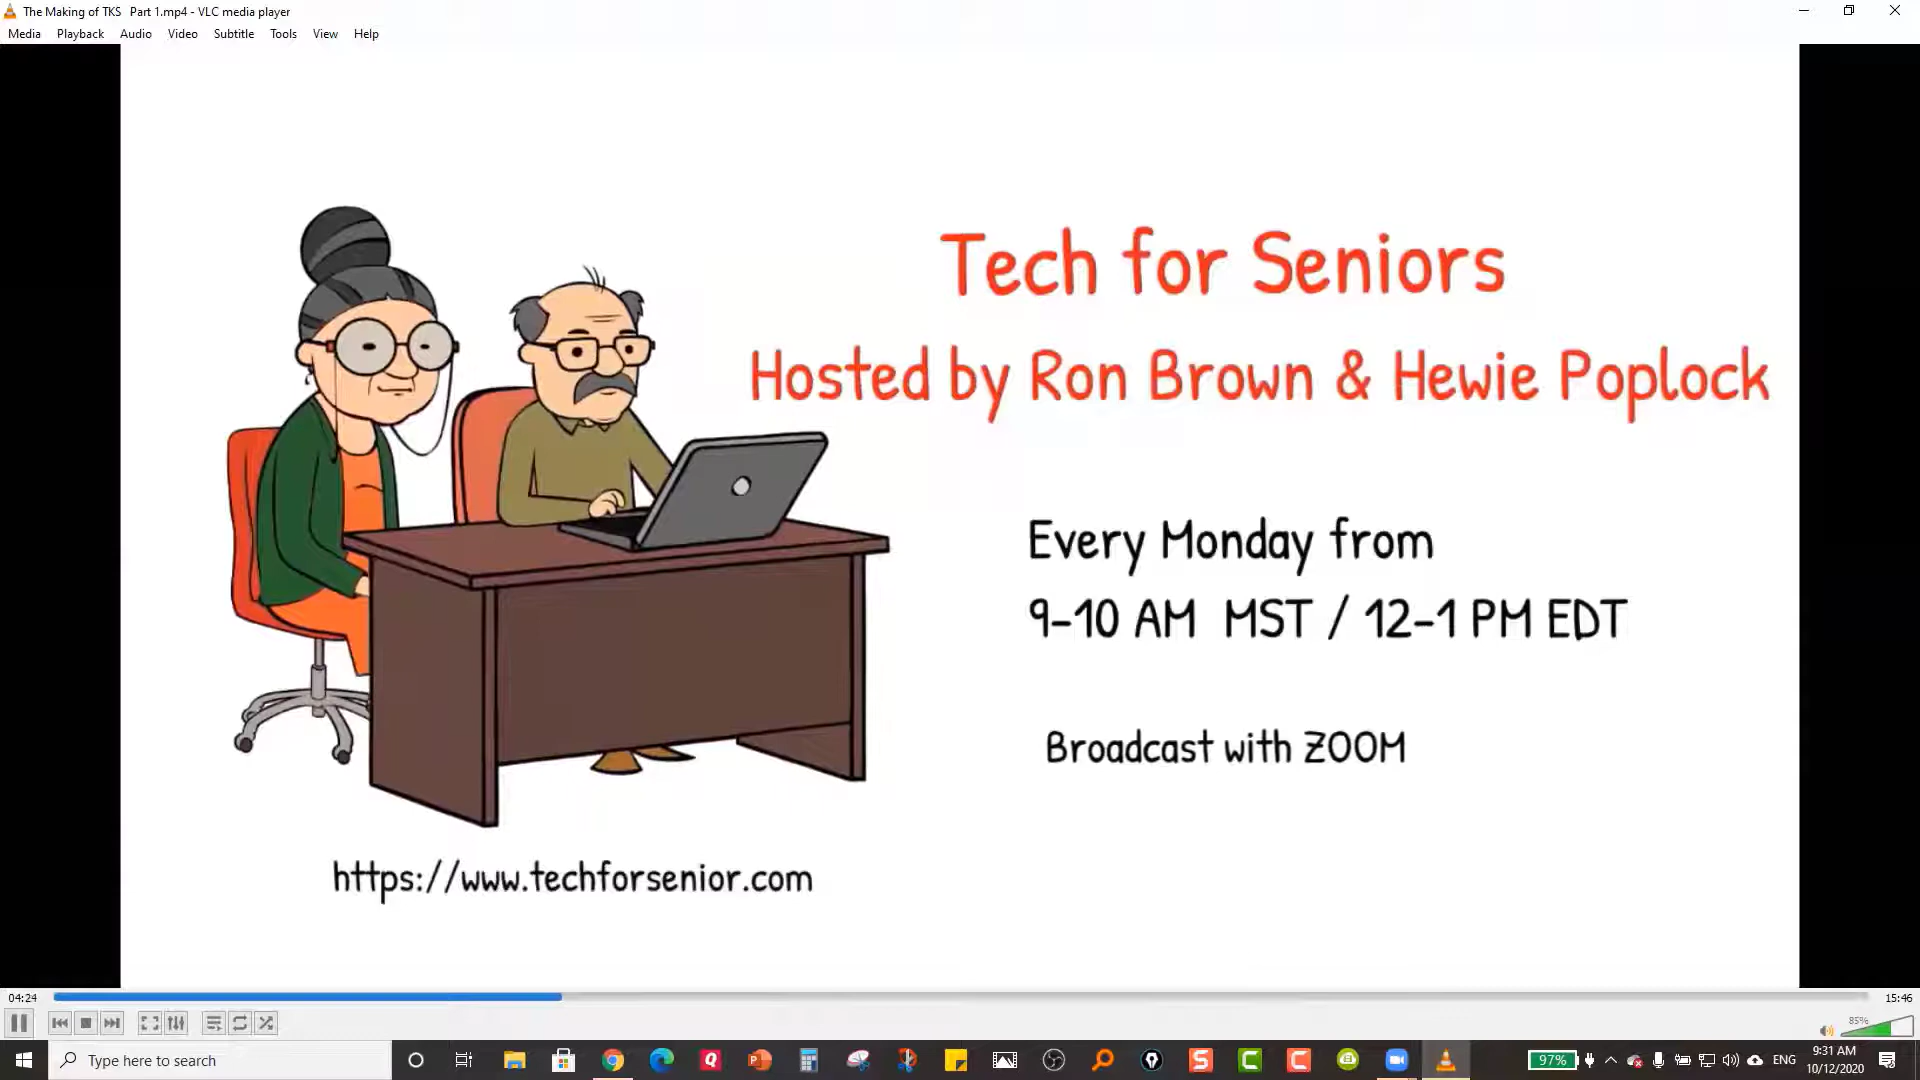 The Making of TKS Part 1.mp4 - VLC media player
Media Playback Audio Video Subtitle Tools View Help
Tech for Seniors
Hosted by Ron Brown & Hewie Poplock
Every Monday from
9-10 AM MST / 12-1 PM EDT
Broadcast with ZOOM
https://www.techforsenior.com
04:24
15:46
85%
Type here to search
97%
ENG
9:31 AM
10/12/2020